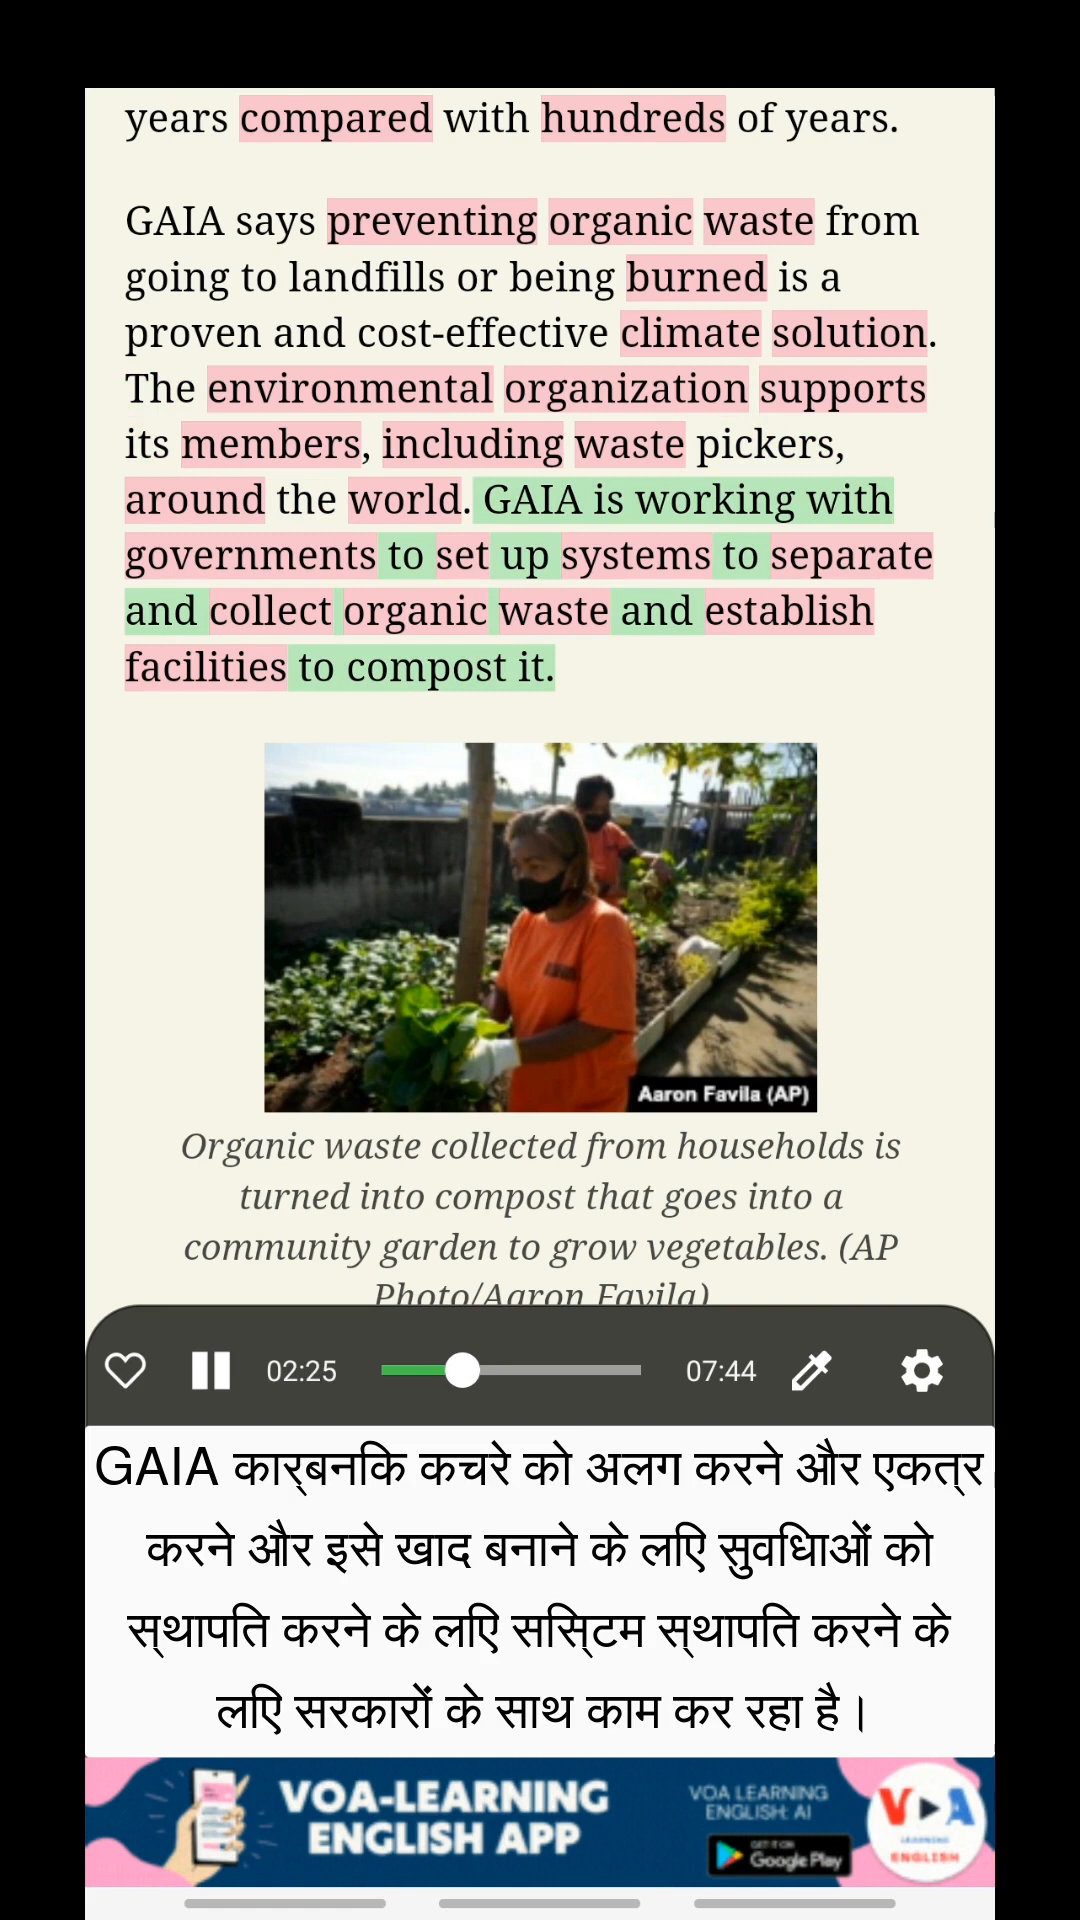 years compared with hundreds of years.
GAIA says preventing organic waste from
going to landfills or being burned is a
proven and cost-effective climate solution.
The environmental organization supports
its members, including waste pickers,
around the world. GAIA is working with
governments to set up systems to separate
and collect organic waste and establish
facilities to compost it.
Aaron Favila (AP)
Organic waste collected from households is
turned into compost that goes into a
community garden to grow vegetables. (AP
Photo/Aaron Favila)
02:25
07:44
GAIA कार्बनिक कचरे को अलग करने और एकत्र
करने और इसे खाद बनाने के लिए सुविधाओं को
स्थापित करने के लिए सिस्टम स्थापित करने के
लिए सरकारों के साथ काम कर रहा है।
VOA-LEARNING
ENGLISH APP
VOA LEARNING
ENGLISH: AI
GET IT ON
Google Play
VOA
LEARNING
ENGLISH